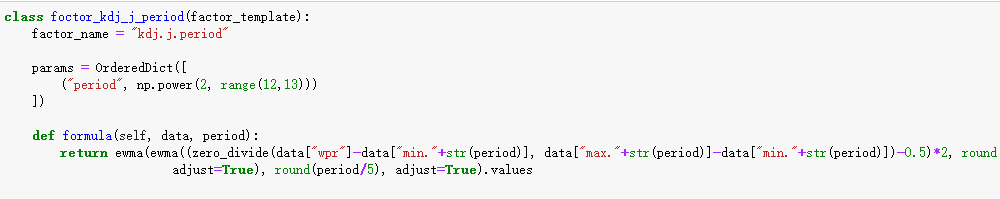 class foctor_kdj_j_period(factor_template):
factor_name = "kdj.j.period"
params = OrderedDict([
("period", np.power(2, range(12,13)))
])
def formula(self, data, period):
return ewma(ewma((zero_divide(data["wpr"]-data["min."+str(period)], data["max."+str(period)]-data["min."+str(period)])-0.5)*2, round
adjust=True), round(period/5), adjust=True).values